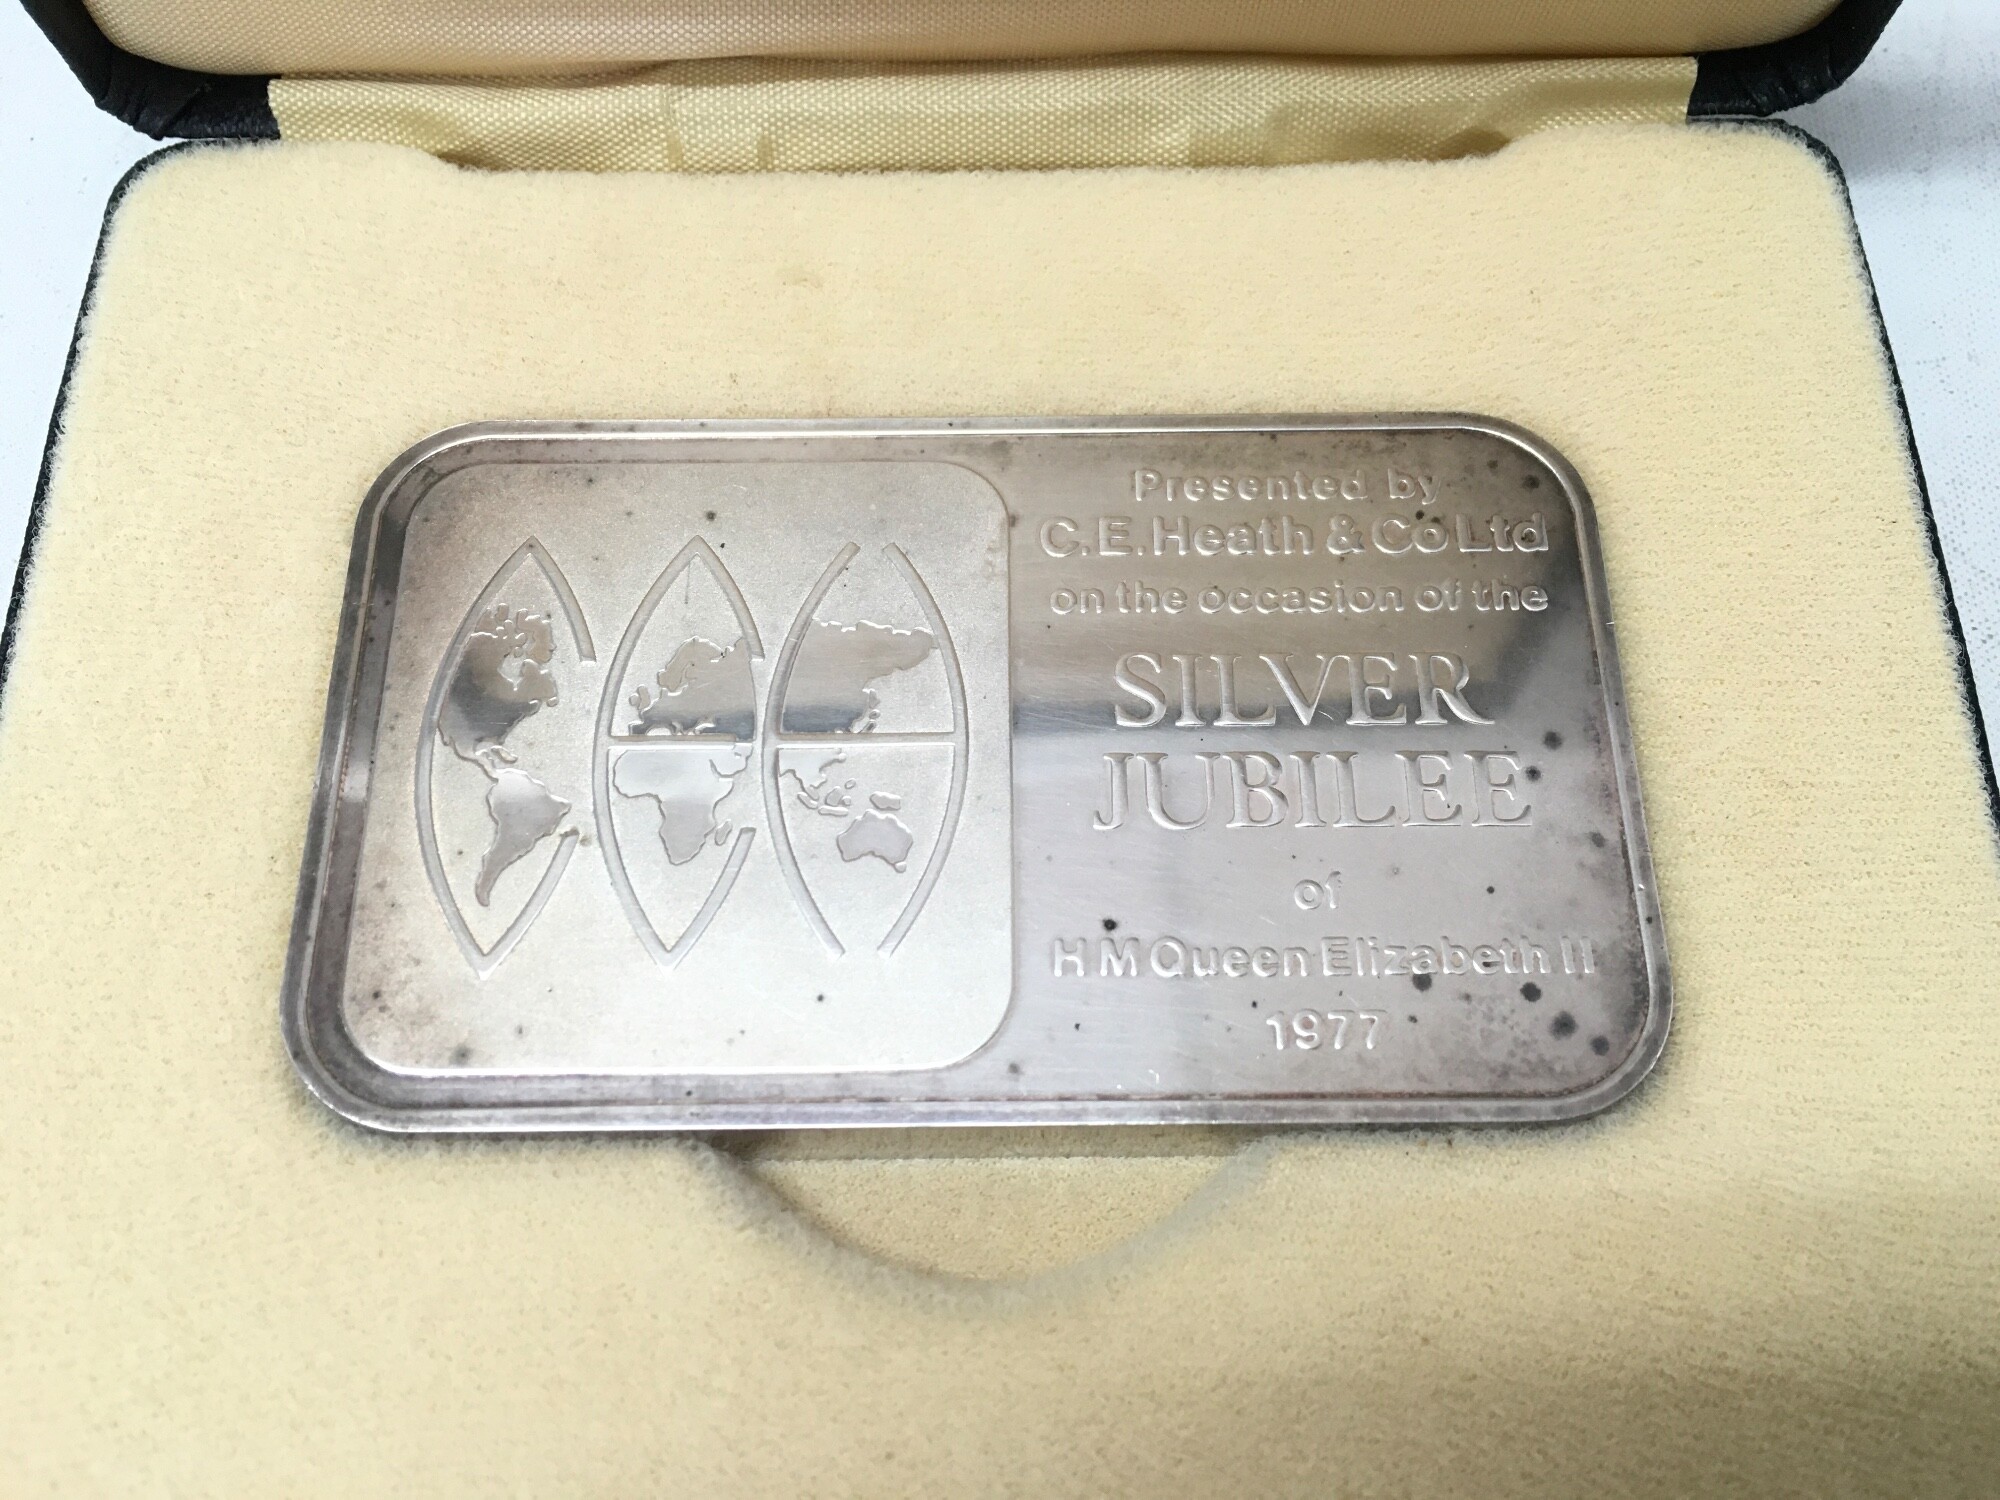 Presented by
C.E. Heath & Co Ltd
on the occasion of the
SILVER
JUBILEE
of
H M Queen Elizabeth II
1977